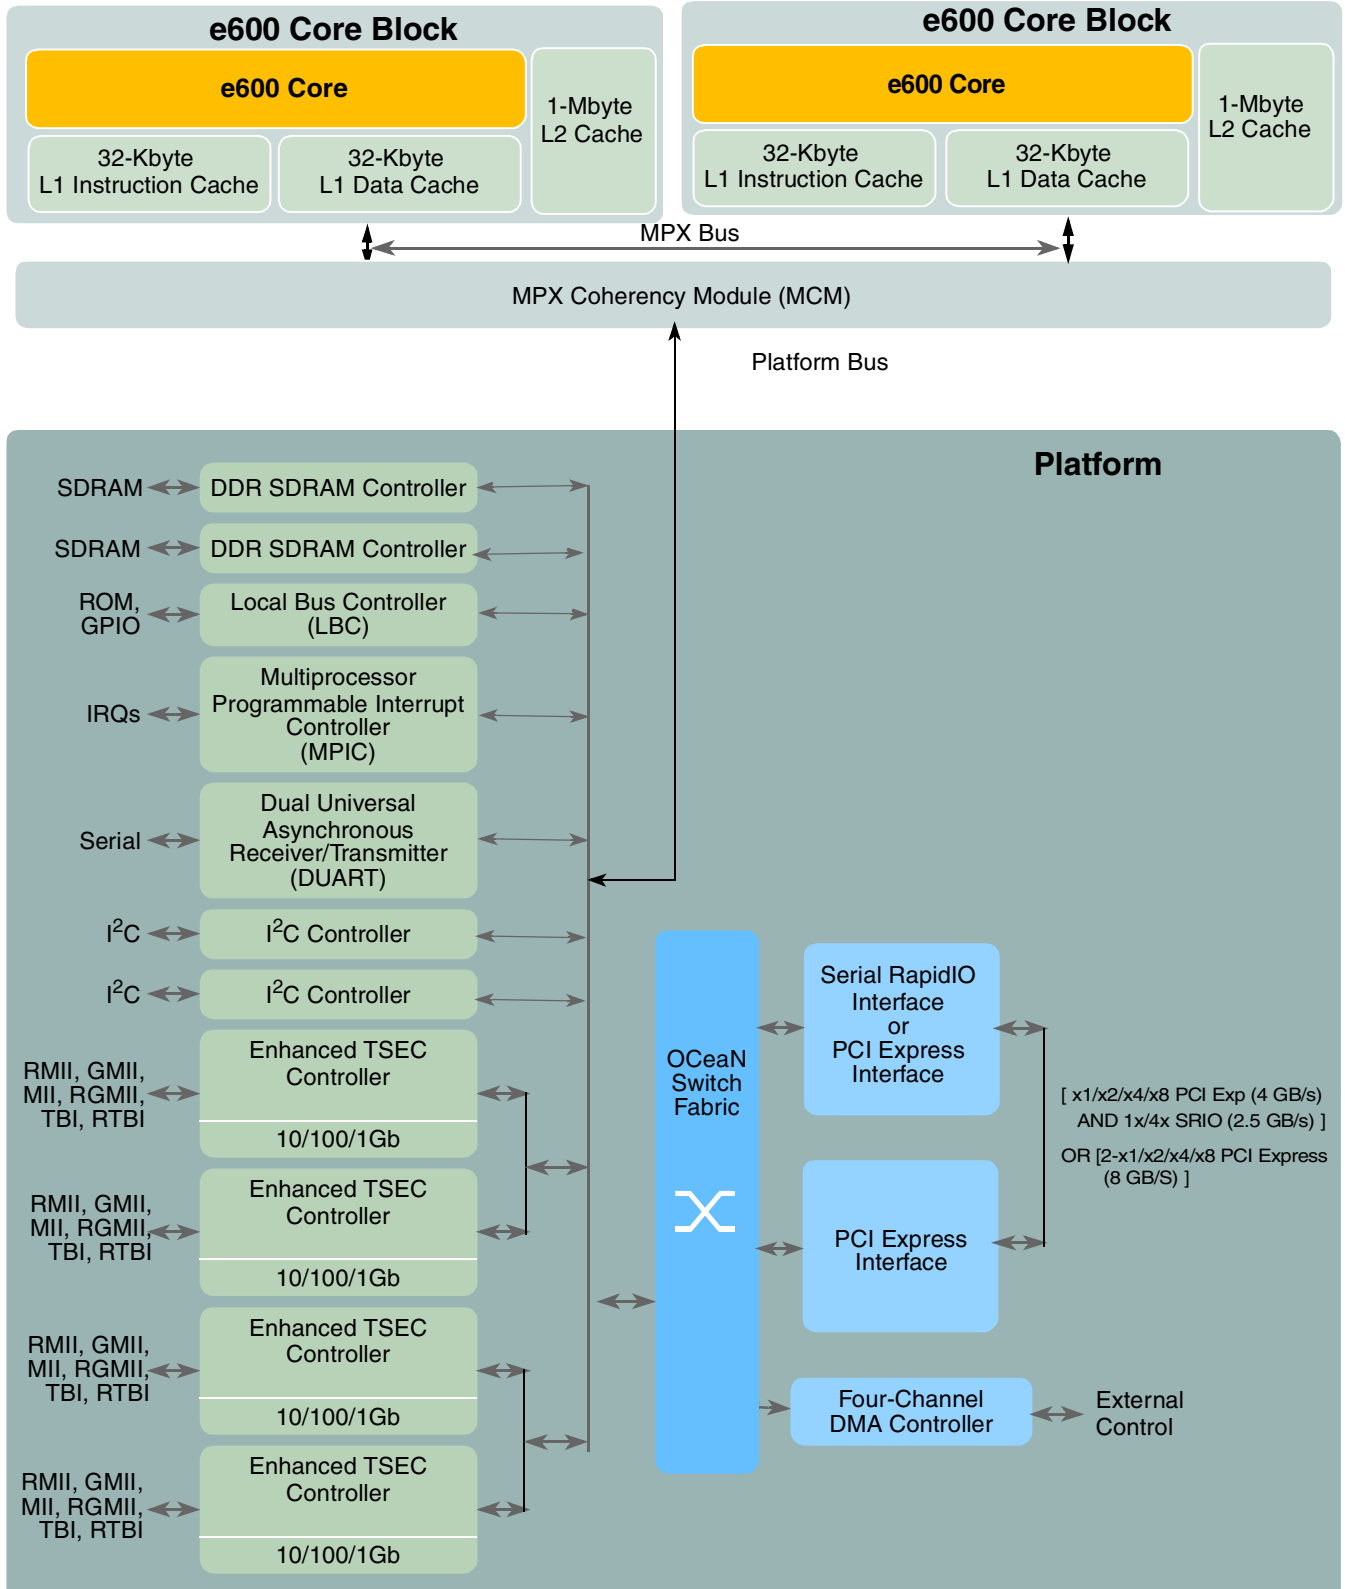 e600 Core Block
e600 Core
1-Mbyte
L2 Cache
32-Kbyte
L1 Instruction Cache
32-Kbyte
L1 Data Cache
e600 Core Block
e600 Core
1-Mbyte
L2 Cache
32-Kbyte
L1 Instruction Cache
32-Kbyte
L1 Data Cache
MPX Bus
MPX Coherency Module (MCM)
Platform Bus
Platform
SDRAM
DDR SDRAM Controller
SDRAM
DDR SDRAM Controller
ROM,
GPIO
Local Bus Controller
(LBC)
IRQs
Multiprocessor
Programmable Interrupt
Controller
(MPIC)
Serial
Dual Universal
Asynchronous
Receiver/Transmitter
(DUART)
I²C
I²C Controller
I²C
I²C Controller
RMII, GMII,
MII, RGMII,
TBI, RTBI
Enhanced TSEC
Controller
10/100/1Gb
RMII, GMII,
MII, RGMII,
TBI, RTBI
Enhanced TSEC
Controller
10/100/1Gb
RMII, GMII,
MII, RGMII,
TBI, RTBI
Enhanced TSEC
Controller
10/100/1Gb
RMII, GMII,
MII, RGMII,
TBI, RTBI
Enhanced TSEC
Controller
10/100/1Gb
OCeaN
Switch
Fabric
Serial RapidIO
Interface
or
PCI Express
Interface
PCI Express
Interface
[ x1/x2/x4/x8 PCI Exp (4 GB/s)
AND 1x/4x SRIO (2.5 GB/s) ]
OR [2-x1/x2/x4/x8 PCI Express
(8 GB/S) ]
Four-Channel
DMA Controller
External
Control